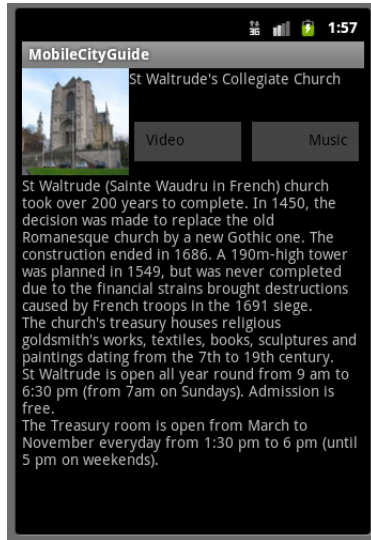 3G 1:57
MobileCityGuide
St Waltrude's Collegiate Church
Video Music
St Waltrude (Sainte Waudru in French) church
took over 200 years to complete. In 1450, the
decision was made to replace the old
Romanesque church by a new Gothic one. The
construction ended in 1686. A 190m-high tower
was planned in 1549, but was never completed
due to the financial strains brought destructions
caused by French troops in the 1691 siege.
The church's treasury houses religious
goldsmith's works, textiles, books, sculptures and
paintings dating from the 7th to 19th century.
St Waltrude is open all year round from 9 am to
6:30 pm (from 7am on Sundays). Admission is
free.
The Treasury room is open from March to
November everyday from 1:30 pm to 6 pm (until
5 pm on weekends).